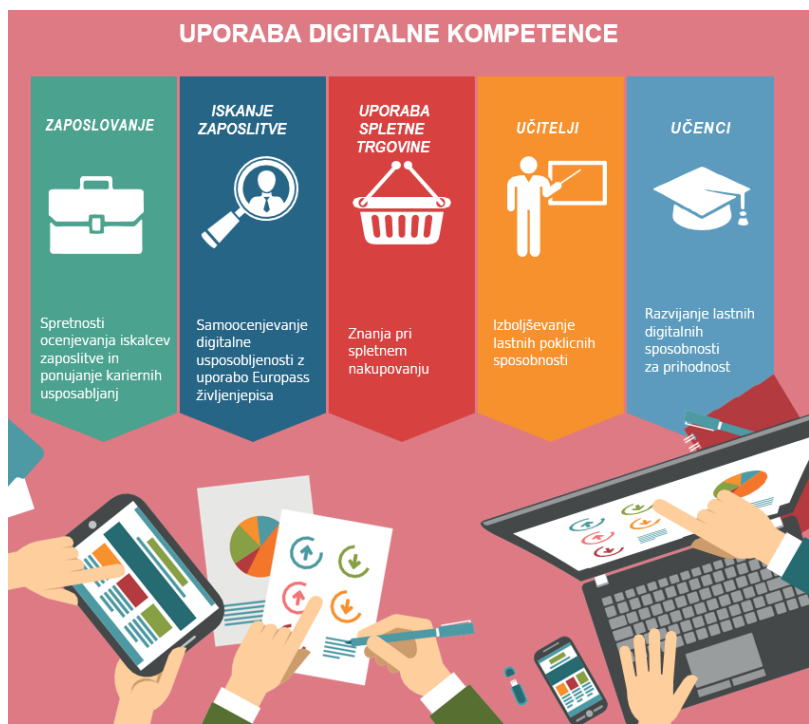 UPORABA DIGITALNE KOMPETENCE
ZAPOSLOVANJE
Spretnosti
ocenjevanja iskalcev
zaposlitve in
ponujanje kariernih
usposabljanj
ISKANJE
ZAPOSLITVE
Samoocenjevanje
digitalne
usposobljenosti z
uporabo Europass
življenjepisa
UPORABA
SPLETNE
TRGOVINE
Znanja pri
spletnem
nakupovanju
UČITELJI
Izboljševanje
lastnih poklicnih
sposobnosti
UČENCI
Razvijanje lastnih
digitalnih
sposobnosti
za prihodnost